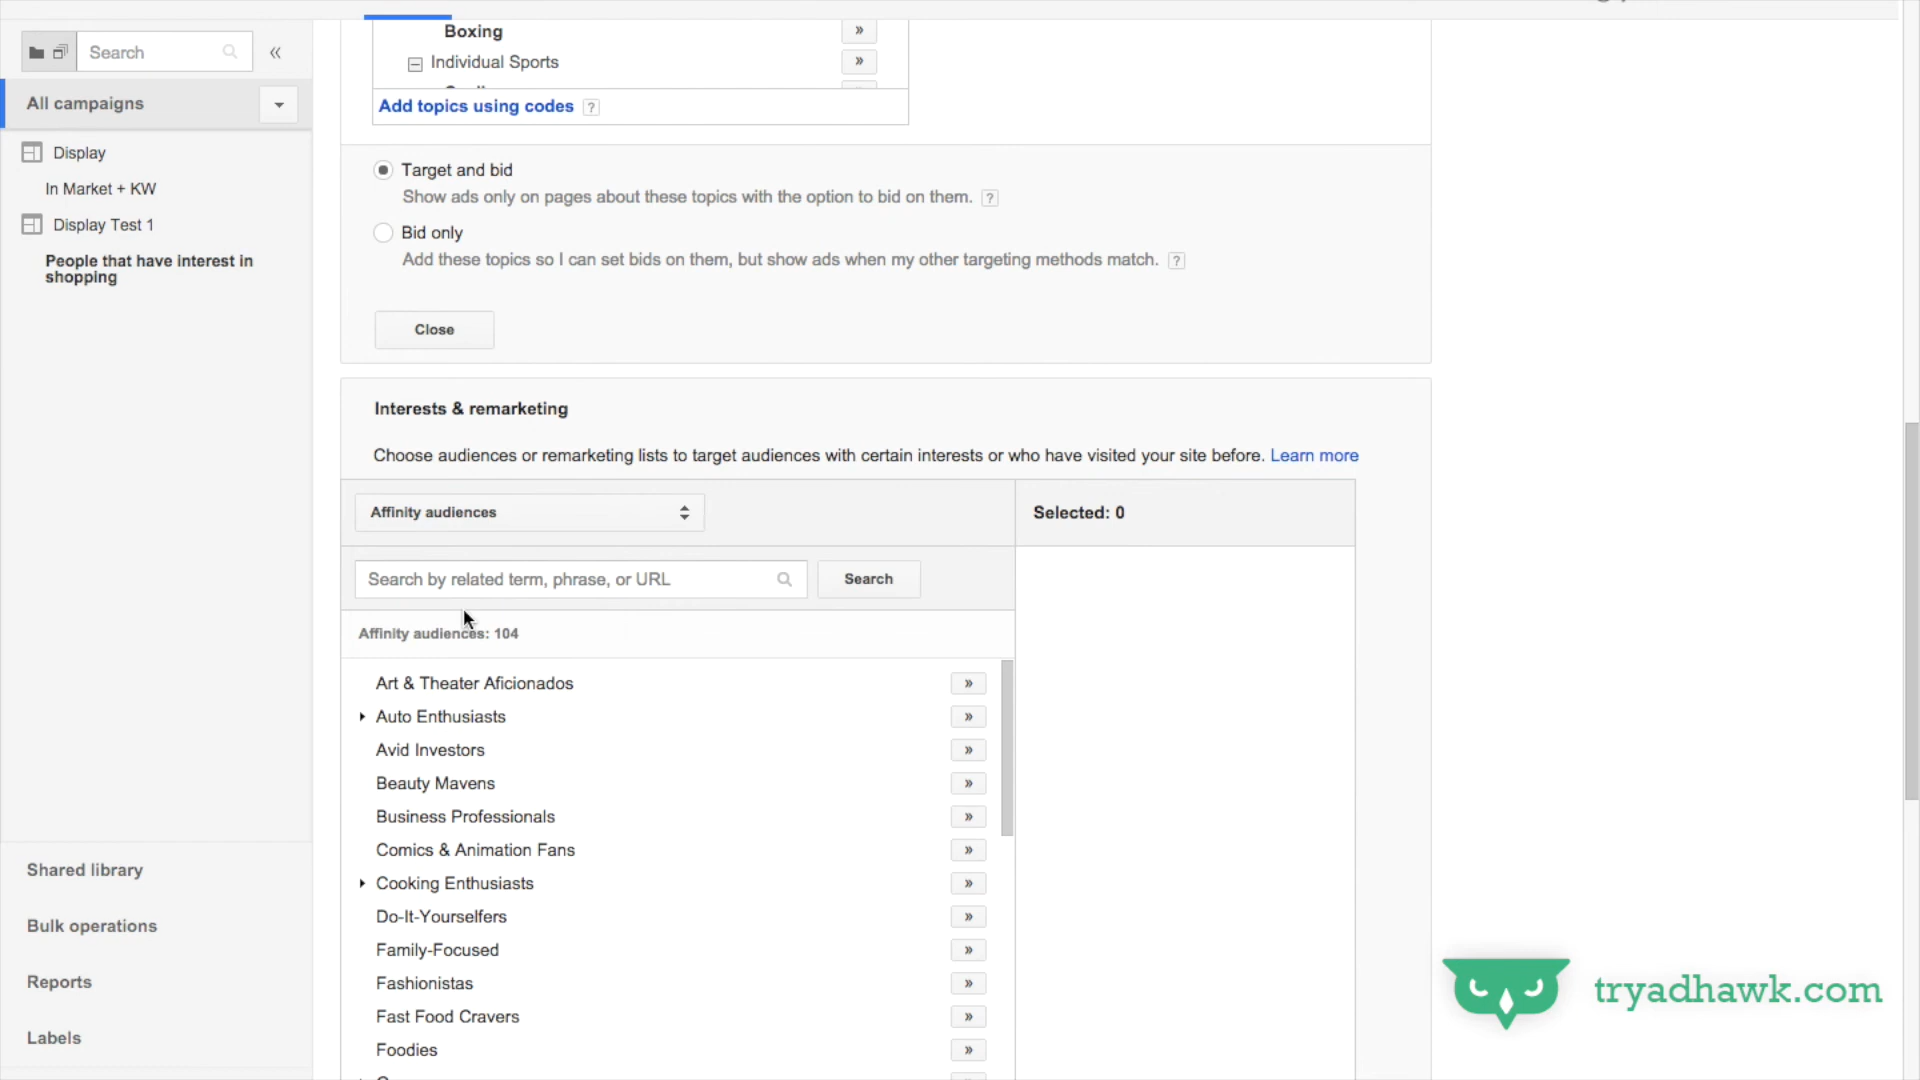 Search
«
All campaigns
Display
In Market + KW
Display Test 1
People that have interest in
shopping
Shared library
Bulk operations
Reports
Labels
Boxing »
Individual Sports »
Add topics using codes ?
Target and bid
Show ads only on pages about these topics with the option to bid on them. ?
Bid only
Add these topics so I can set bids on them, but show ads when my other targeting methods match. ?
Close
Interests & remarketing
Choose audiences or remarketing lists to target audiences with certain interests or who have visited your site before. Learn more
Affinity audiences
Selected: 0
Search by related term, phrase, or URL
Search
Affinity audiences: 104
Art & Theater Aficionados »
Auto Enthusiasts »
Avid Investors »
Beauty Mavens »
Business Professionals »
Comics & Animation Fans »
Cooking Enthusiasts »
Do-It-Yourselfers »
Family-Focused »
Fashionistas »
Fast Food Cravers »
Foodies »
tryadhawk.com